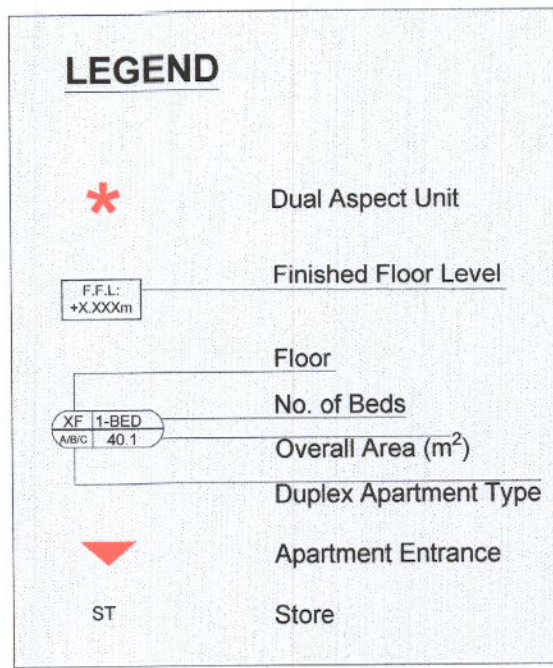 LEGEND
* Dual Aspect Unit
F.F.L:
+X.XXXm
Finished Floor Level
Floor
XF 1-BED
No. of Beds
A/B/C 40.1
Overall Area (m²)
Duplex Apartment Type
Apartment Entrance
ST Store